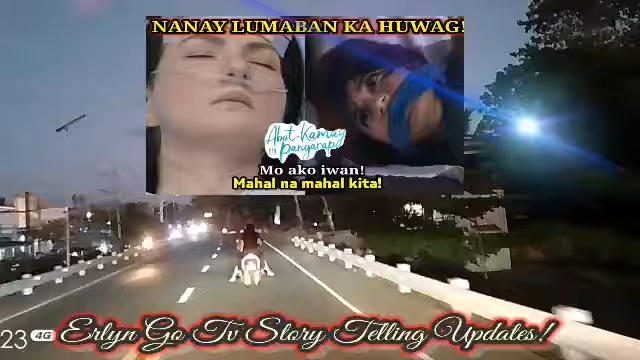 NANAY LUMABAN KA HUWAG!
Abot-Kamay
na
Pangarap
Mo ako iwan!
Mahal na mahal kita!
23 4G Erlyn Go Tv Story Telling Updates!